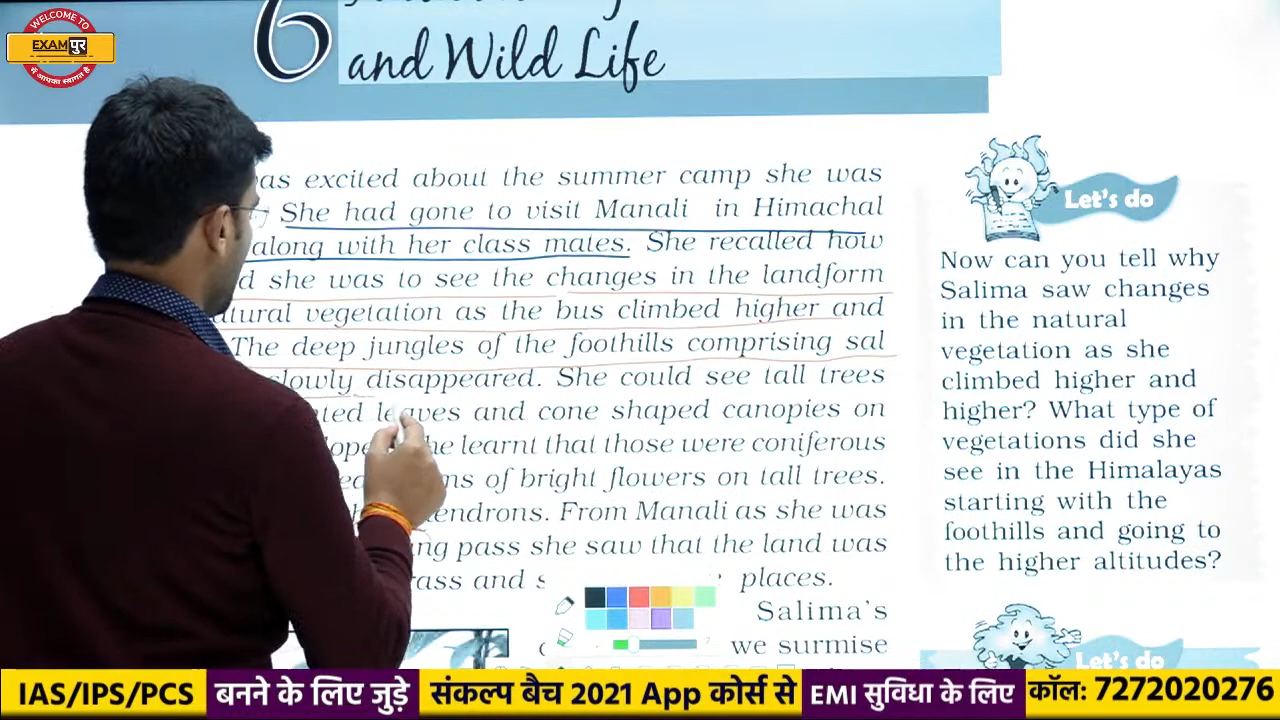 WELCOME TO
EXAMपुर
में आपका स्वागत है
6
and Wild Life
as excited about the summer camp she was
She had gone to visit Manali in Himachal
along with her class mates. She recalled how
d she was to see the changes in the landform
atural vegetation as the bus climbed higher and
The deep jungles of the foothills comprising sal
slowly disappeared. She could see tall trees
nted leaves and cone shaped canopies on
lope he learnt that those were coniferous
ns of bright flowers on tall trees.
endrons. From Manali as she was
ng pass she saw that the land was
rass and s places.
Salima's
we surmise
Let's do
Now can you tell why
Salima saw changes
in the natural
vegetation as she
climbed higher and
higher? What type of
vegetations did she
see in the Himalayas
starting with the
foothills and going to
the higher altitudes?
Let's do
IAS/IPS/PCS बनने के लिए जुड़े संकल्प बैच 2021 App कोर्स से EMI सुविधा के लिए कॉल: 7272020276